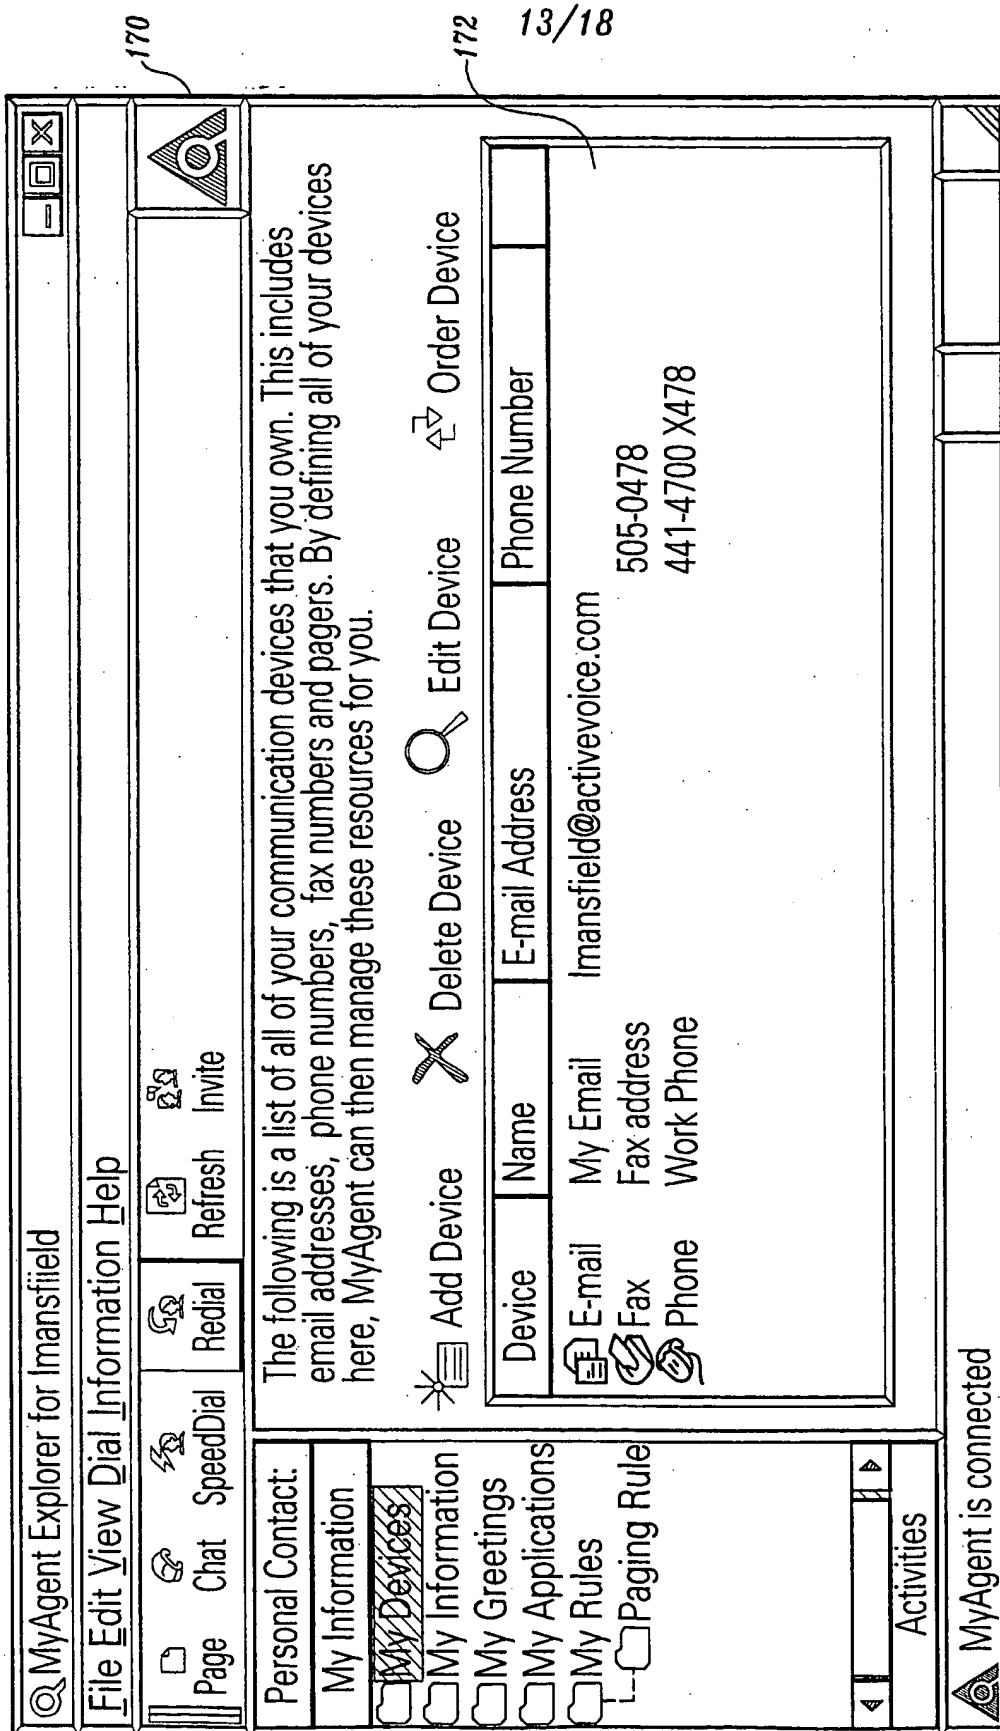 13/18
170
172
MyAgent Explorer for Imansfiield
File Edit View Dial Information Help
Page Chat SpeedDial Redial Refresh Invite
Personal Contact:
My Information
My Devices
My Information
My Greetings
My Applications
My Rules
Paging Rule
Activities
The following is a list of all of your communication devices that you own. This includes
email addresses, phone numbers, fax numbers and pagers. By defining all of your devices
here, MyAgent can then manage these resources for you.
Add Device Delete Device Edit Device Order Device
Device Name E-mail Address Phone Number
E-mail My Email Imansfield@activevoice.com
Fax Fax address 505-0478
Phone Work Phone 441-4700 X478
MyAgent is connected